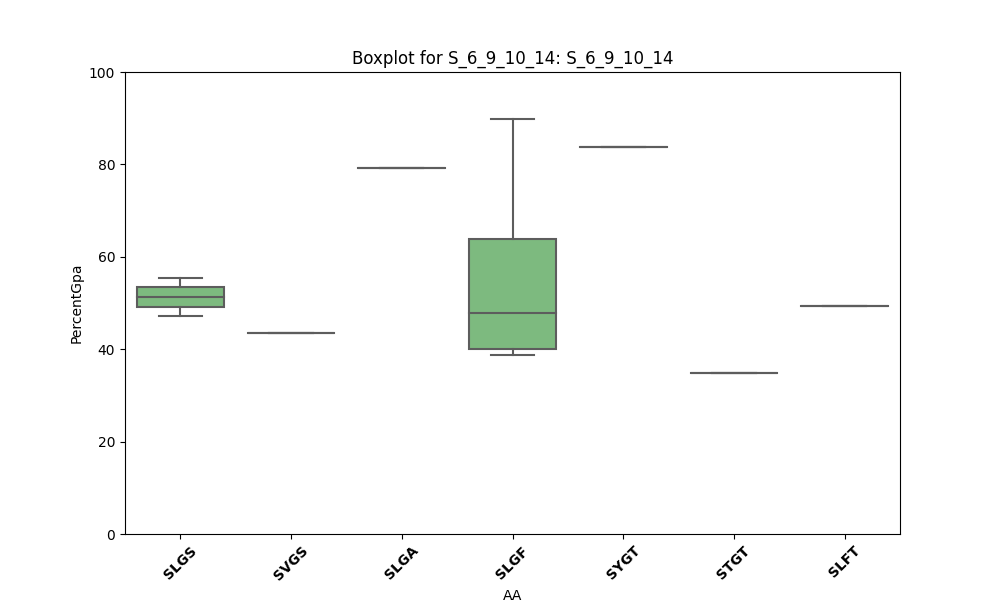 Boxplot for S_6_9_10_14: S_6_9_10_14
100
80
60
40
20
0
PercentGpa
SLGS
SVGS
SLGA
SLGF
SYGT
STGT
SLFT
AA